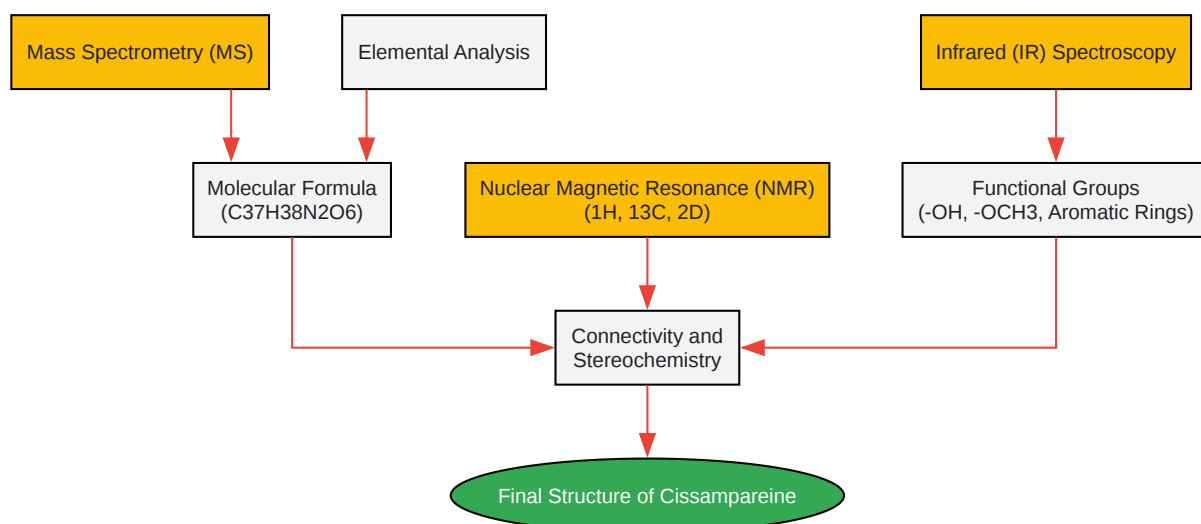 Mass Spectrometry (MS)
Elemental Analysis
Infrared (IR) Spectroscopy
Molecular Formula
(C37H38N2O6)
Nuclear Magnetic Resonance (NMR)
(1H, 13C, 2D)
Functional Groups
(-OH, -OCH3, Aromatic Rings)
Connectivity and
Stereochemistry
Final Structure of Cissampareine